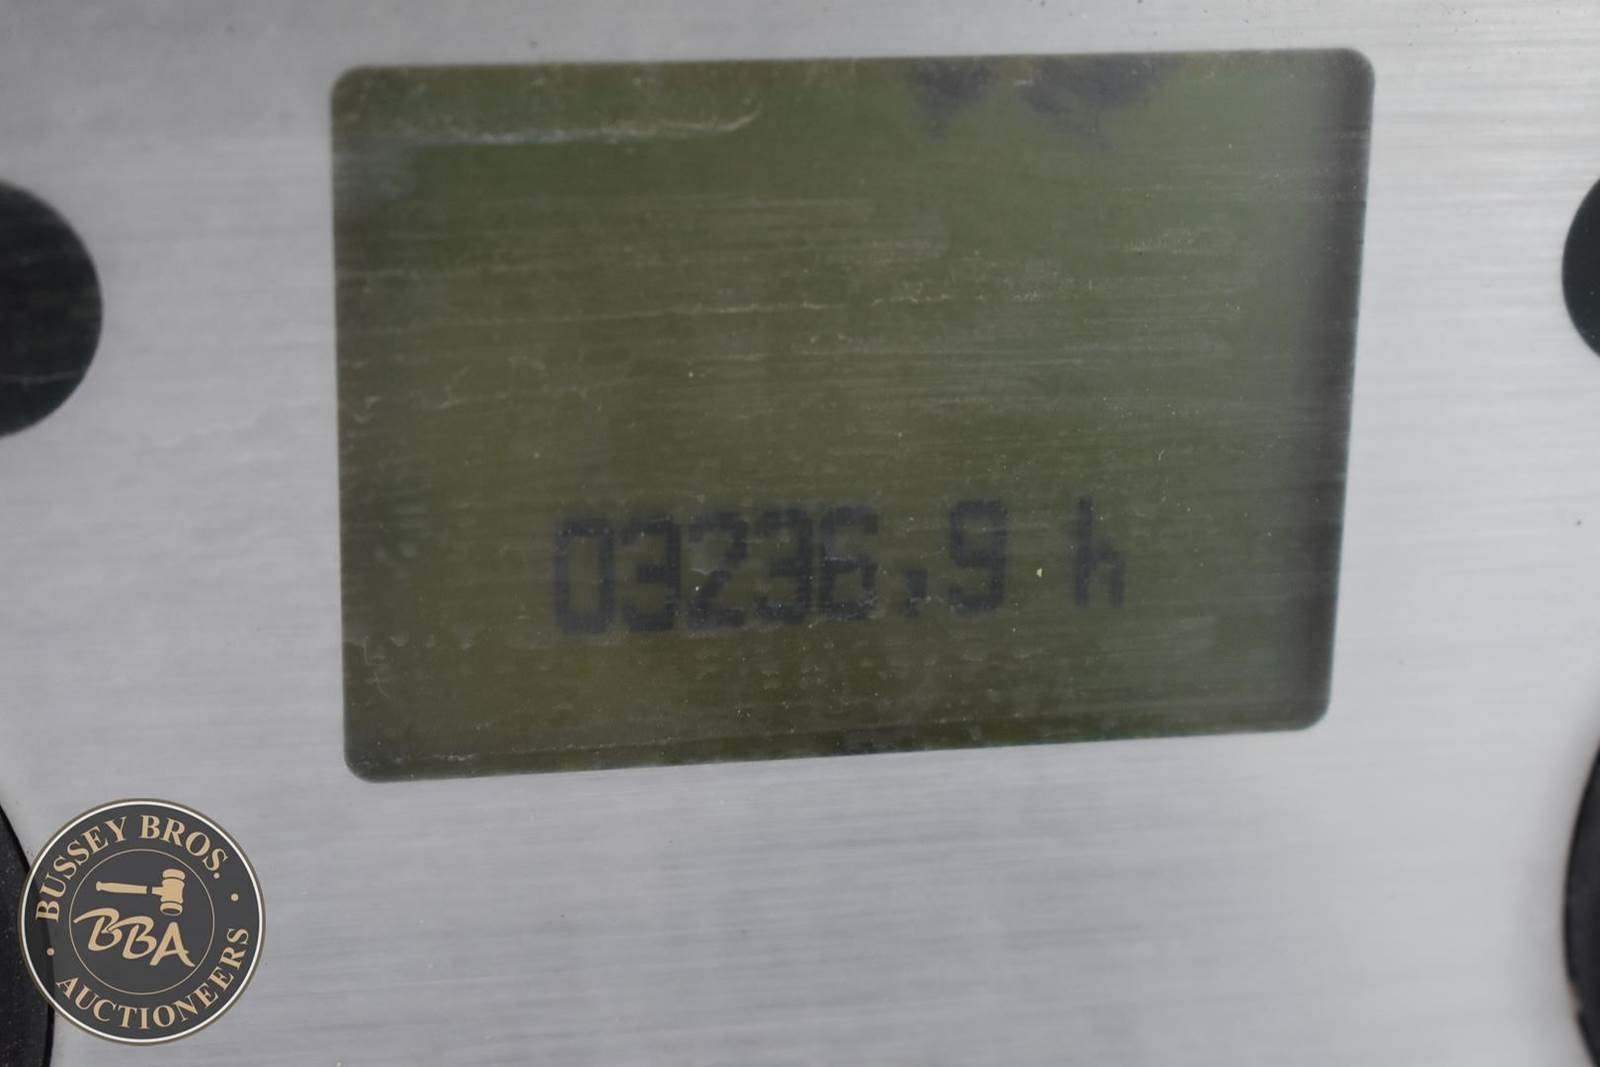 03236,9 h
BUSSEY BROS.
BBA
AUCTIONEERS